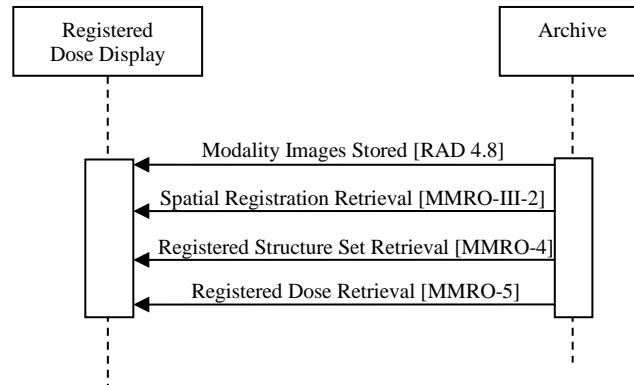 Registered
Dose Display
Archive
Modality Images Stored [RAD 4.8]
Spatial Registration Retrieval [MMRO-III-2]
Registered Structure Set Retrieval [MMRO-4]
Registered Dose Retrieval [MMRO-5]